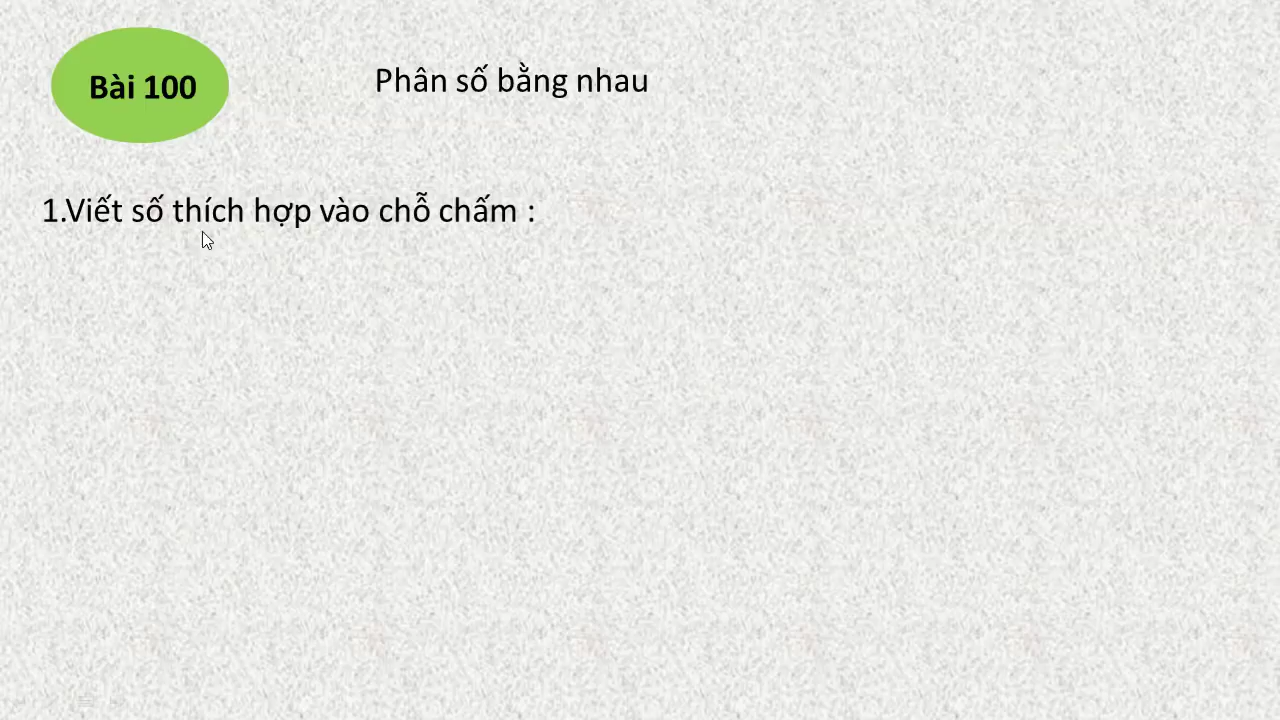 Bài 100
Phân số bằng nhau
1.Viết số thích hợp vào chỗ chấm :